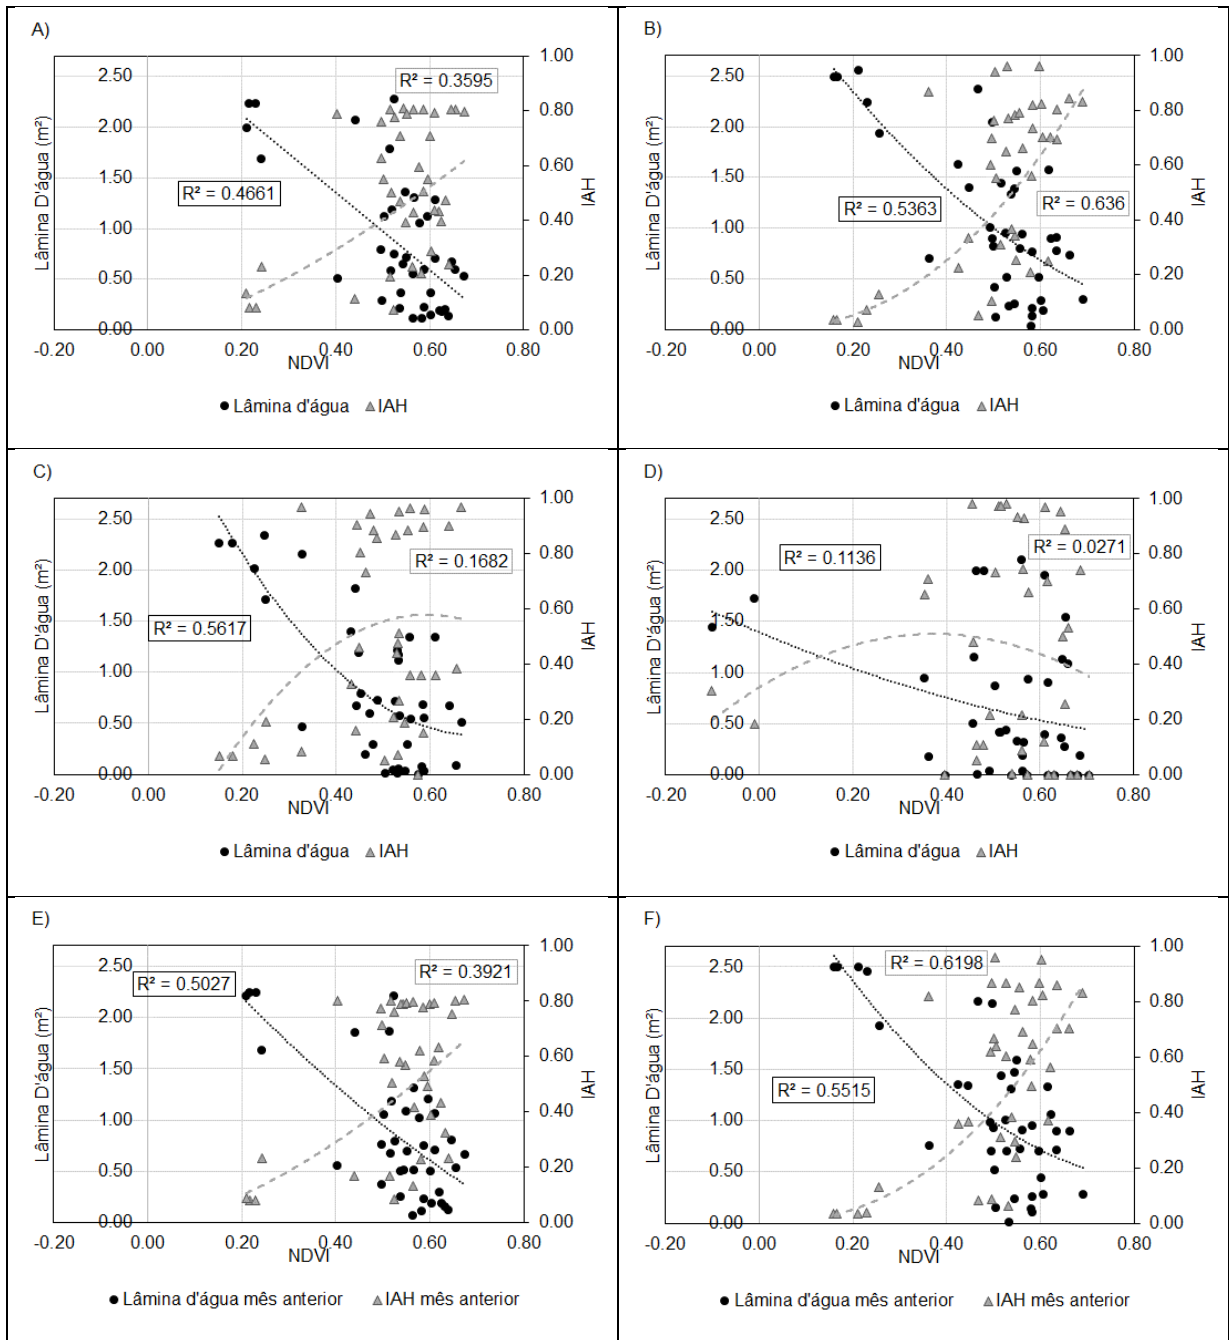 A)
1.00
2.50
R² = 0.3595
0.80
2.00
0.60
R² = 0.4661
1.50
0.40
1.00
0.20
0.50
0.00
0.00
-0.20
0.00
0.20
0.40
0.60
0.80
Lâmina D'água (m²)
IAH
NDVI
Lâmina d'água
IAH
B)
1.00
2.50
0.80
2.00
0.60
1.50
R² = 0.5363
R² = 0.636
0.40
1.00
0.20
0.50
0.00
0.00
-0.20
0.00
0.20
0.40
0.60
0.80
Lâmina D'água (m²)
IAH
NDVI
Lâmina d'água
IAH
C)
1.00
2.50
0.80
R² = 0.1682
2.00
0.60
1.50
R² = 0.5617
0.40
1.00
0.20
0.50
0.00
0.00
-0.20
0.00
0.20
0.40
0.60
0.80
Lâmina D'água (m²)
IAH
NDVI
Lâmina d'água
IAH
D)
1.00
2.50
R² = 0.1136
R² = 0.0271
0.80
2.00
0.60
1.50
0.40
1.00
0.20
0.50
0.00
0.00
-0.20
0.00
0.20
0.40
0.60
0.80
Lâmina D'água (m²)
IAH
NDVI
Lâmina d'água
IAH
E)
1.00
2.50
R² = 0.5027
R² = 0.3921
0.80
2.00
0.60
1.50
0.40
1.00
0.20
0.50
0.00
0.00
-0.20
0.00
0.20
0.40
0.60
0.80
Lâmina D'água (m²)
IAH
NDVI
Lâmina d'água mês anterior
IAH mês anterior
F)
1.00
2.50
R² = 0.6198
0.80
2.00
0.60
1.50
R² = 0.5515
0.40
1.00
0.20
0.50
0.00
0.00
-0.20
0.00
0.20
0.40
0.60
0.80
Lâmina D'água (m²)
IAH
NDVI
Lâmina d'água mês anterior
IAH mês anterior